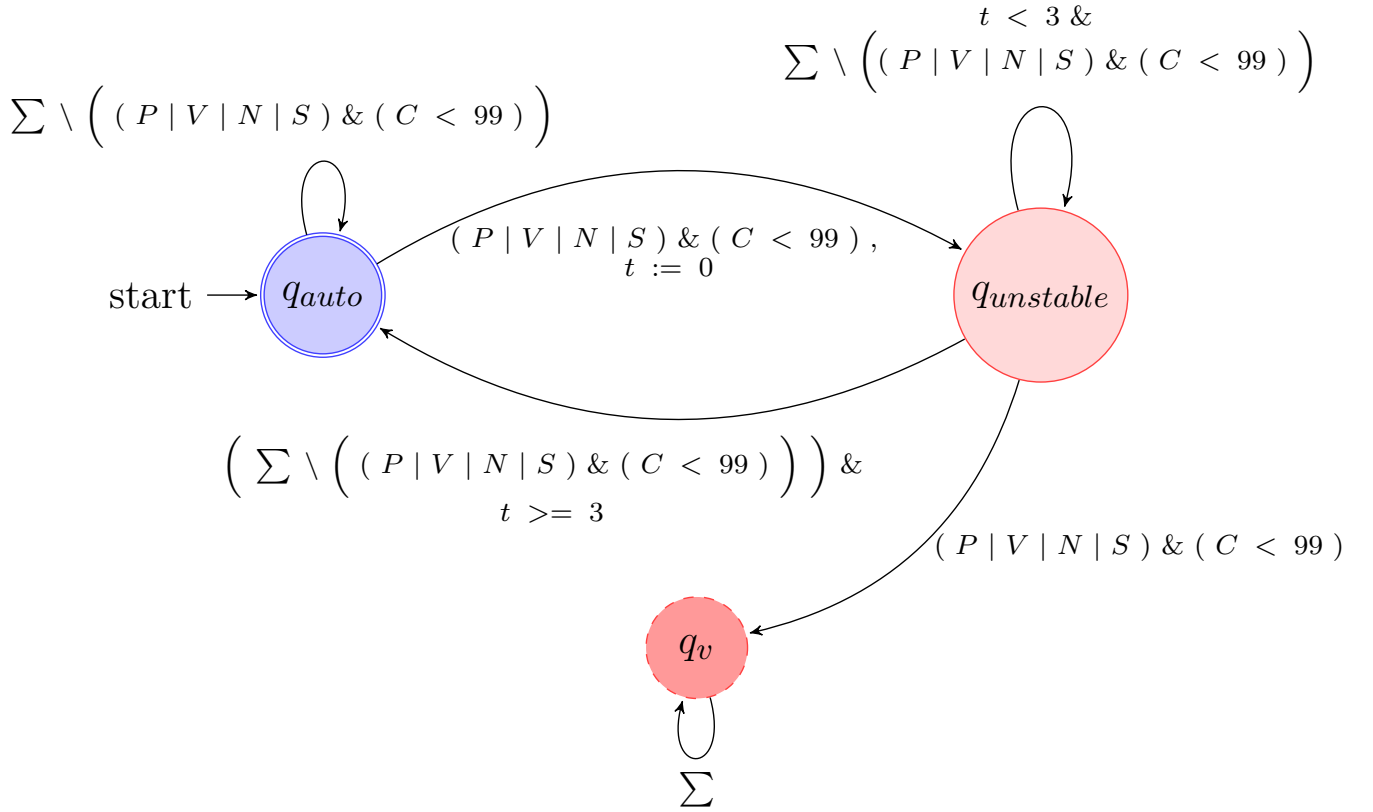 t < 3 &
∑ \ ( ( P | V | N | S ) & ( C < 99 ) )
∑ \ ( ( P | V | N | S ) & ( C < 99 ) )
( P | V | N | S ) & ( C < 99 ) ,
t := 0
start
q_auto
q_unstable
( ∑ \ ( ( P | V | N | S ) & ( C < 99 ) ) ) &
t >= 3
( P | V | N | S ) & ( C < 99 )
q_v
∑